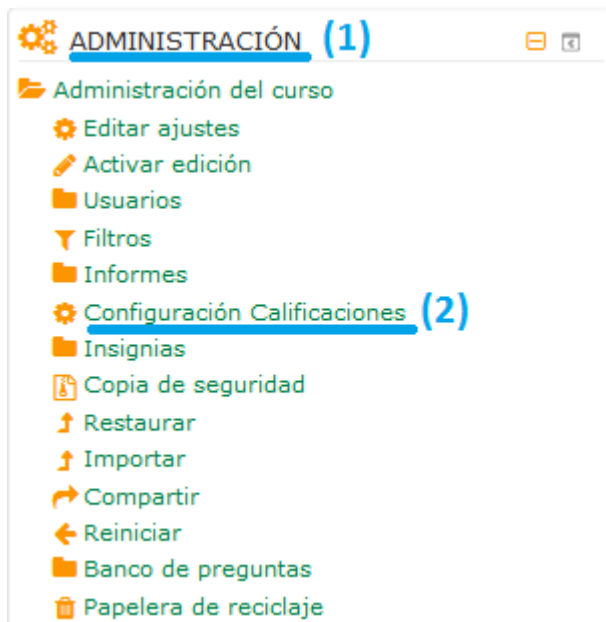 ADMINISTRACIÓN (1)
Administración del curso
Editar ajustes
Activar edición
Usuarios
Filtros
Informes
Configuración Calificaciones (2)
Insignias
Copia de seguridad
Restaurar
Importar
Compartir
Reiniciar
Banco de preguntas
Papelera de reciclaje